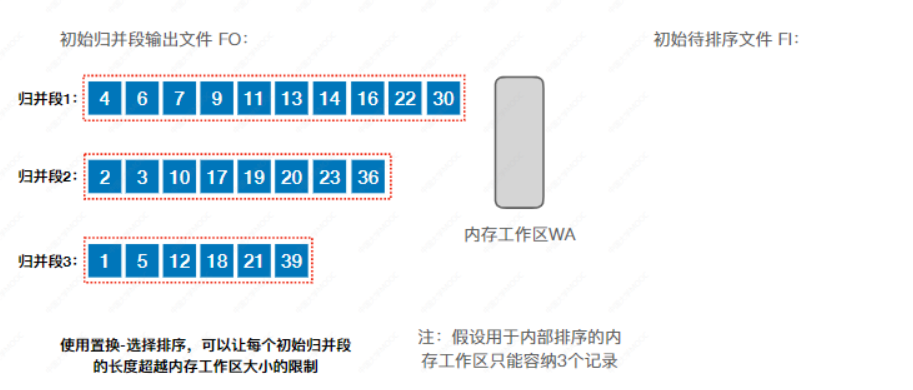 初始归并段输出文件 FO：
初始待排序文件 FI：
归并段1： 4 6 7 9 11 13 14 16 22 30
归并段2： 2 3 10 17 19 20 23 36
内存工作区WA
归并段3： 1 5 12 18 21 39
使用置换-选择排序，可以让每个初始归并段
的长度超越内存工作区大小的限制
注：假设用于内部排序的内
存工作区只能容纳3个记录